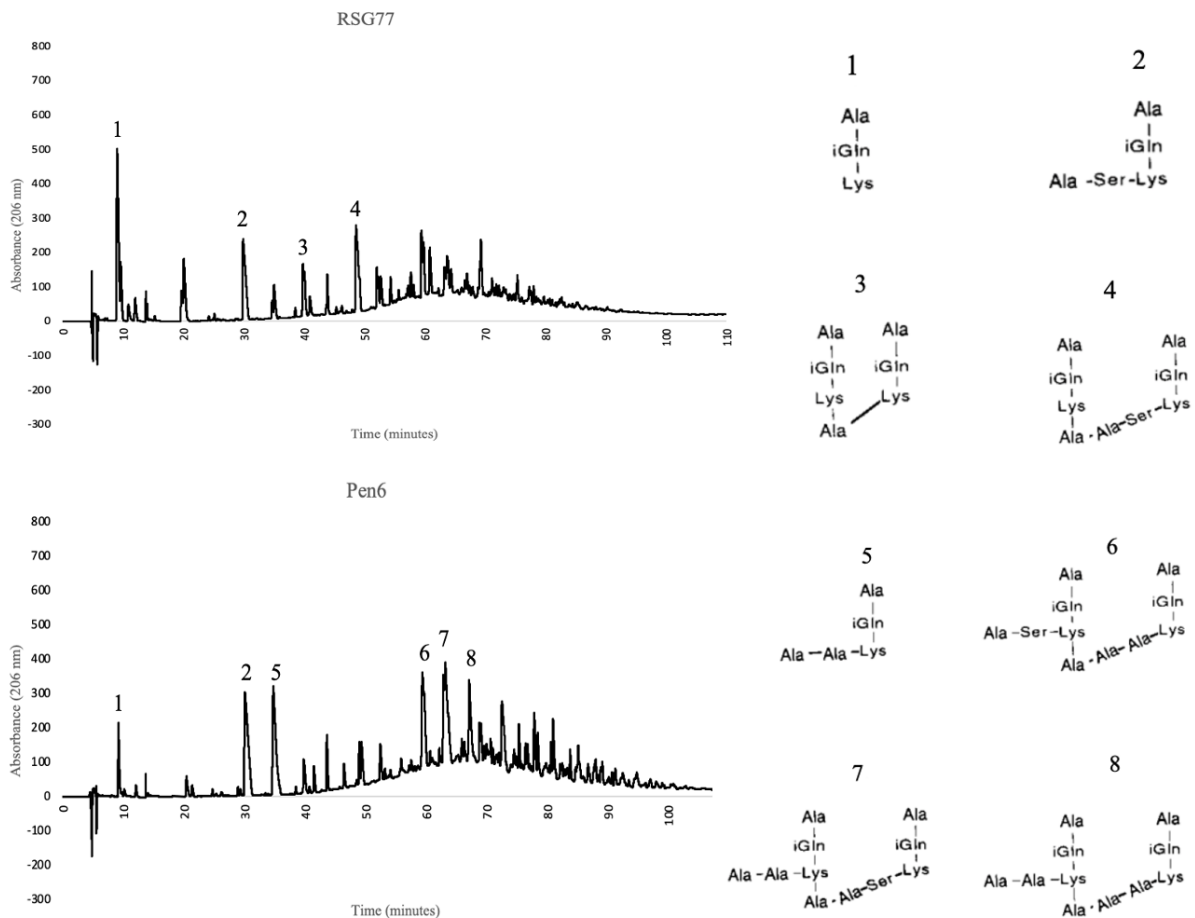 RSG77
800
700
600
500
400
300
200
100
0
-100
-200
-300
Absorbance (206 nm)
1
2
3
4
0
10
20
30
40
50
60
70
80
90
100
110
Time (minutes)
1
Ala
iGln
Lys
2
Ala
iGln
Ala -Ser-Lys
3
Ala Ala
iGln iGln
Lys Lys
Ala
4
Ala Ala
iGln iGln
Lys Lys
Ala - Ala-Ser-
Pen6
800
700
600
500
400
300
200
100
0
-100
-200
-300
Absorbance (206 nm)
1
2
5
6
7
8
0
10
20
30
40
50
60
70
80
90
100
Time (minutes)
5
Ala
iGln
Ala -Ala -Lys
6
Ala Ala
iGln iGln
Ala -Ser-Lys Lys
Ala - Ala - Ala-
7
Ala Ala
iGln iGln
Ala -Ala -Lys Lys
Ala - Ala-Ser-
8
Ala Ala
iGln iGln
Ala -Ala -Lys Lys
Ala - Ala - Ala-